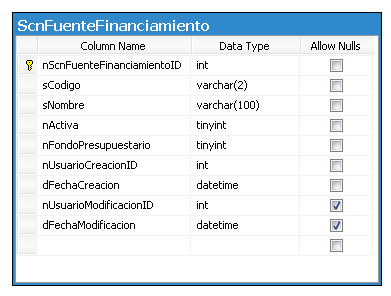 ScnFuenteFinanciamiento
Column Name Data Type Allow Nulls
nScnFuenteFinanciamientoID int
sCodigo varchar(2)
sNombre varchar(100)
nActiva tinyint
nFondoPresupuestario tinyint
nUsuarioCreacionID int
dFechaCreacion datetime
nUsuarioModificacionID int
dFechaModificacion datetime